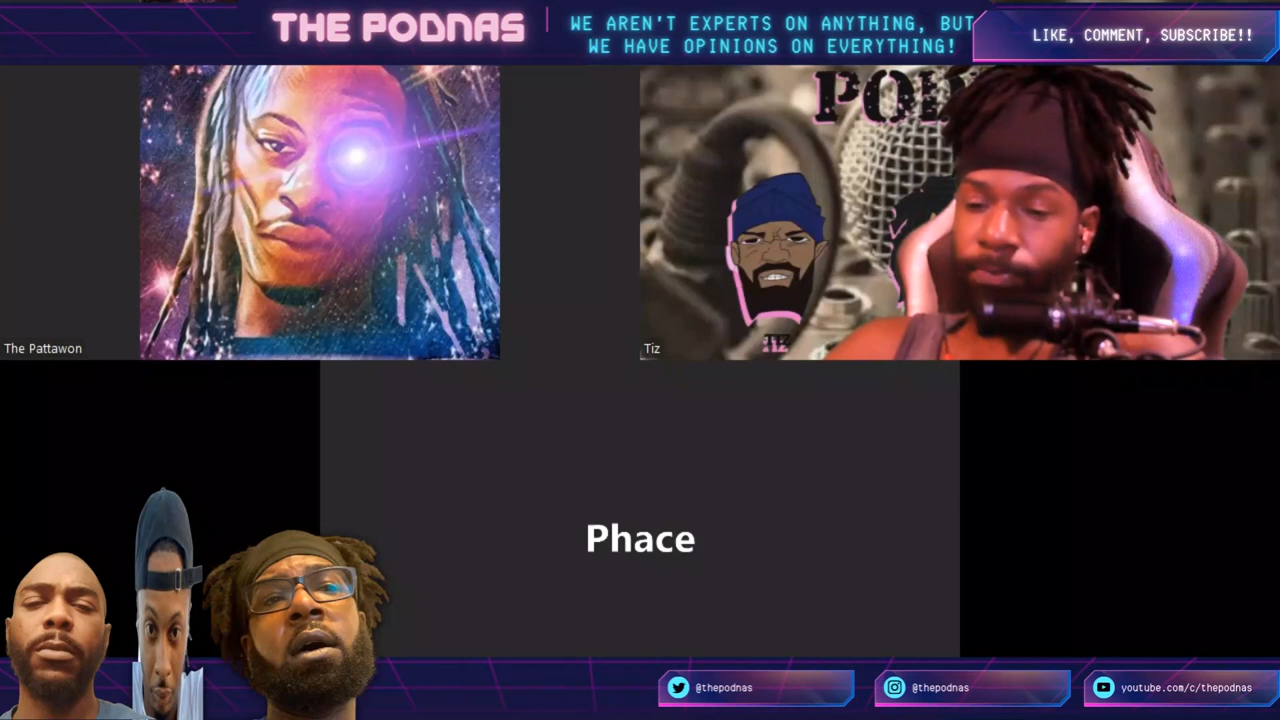 THE PODNAS
WE AREN'T EXPERTS ON ANYTHING, BUT
WE HAVE OPINIONS ON EVERYTHING!
LIKE, COMMENT, SUBSCRIBE!!
The Pattawon
TIZ
Tiz
Phace
@thepodnas
@thepodnas
youtube.com/c/thepodnas